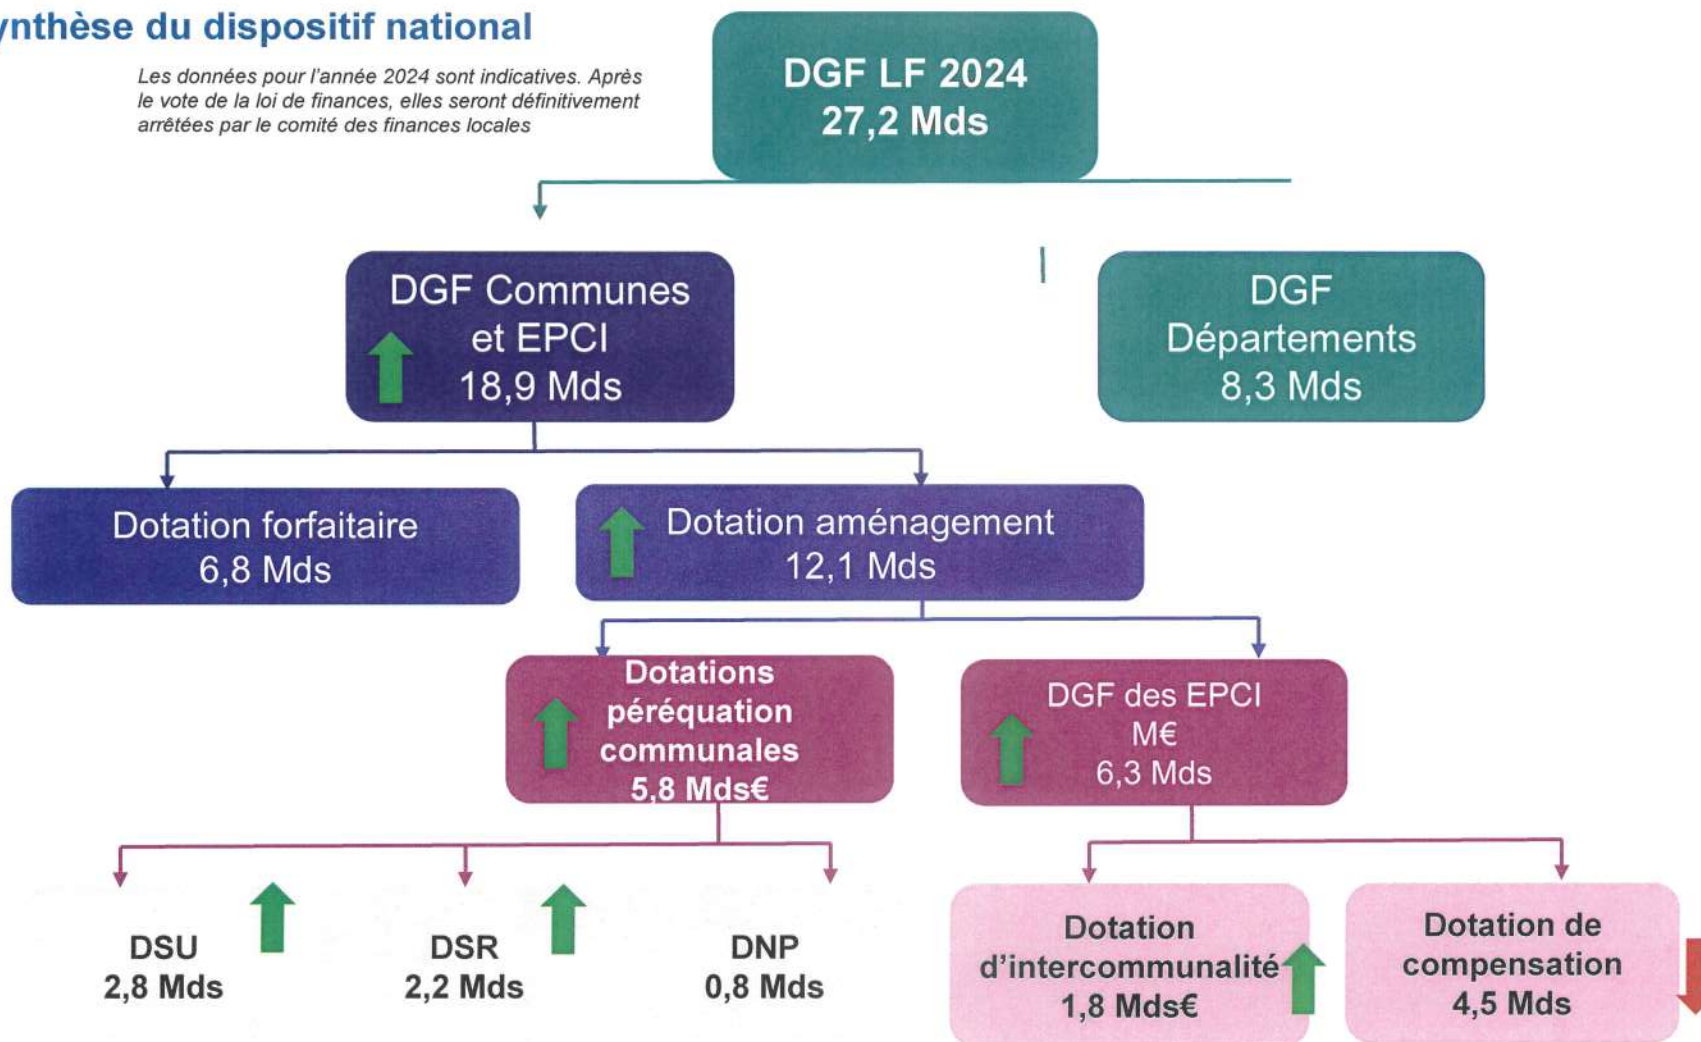 ynthèse du dispositif national
Les données pour l'année 2024 sont indicatives. Après
le vote de la loi de finances, elles seront définitivement
arrêtées par le comité des finances locales
DGF LF 2024
27,2 Mds
DGF Communes
et EPCI
18,9 Mds
DGF
Départements
8,3 Mds
Dotation forfaitaire
6,8 Mds
Dotation aménagement
12,1 Mds
Dotations
péréquation
communales
5,8 Mds€
DGF des EPCI
M€
6,3 Mds
DSU
2,8 Mds
DSR
2,2 Mds
DNP
0,8 Mds
Dotation
d'intercommunalité
1,8 Mds€
Dotation de
compensation
4,5 Mds